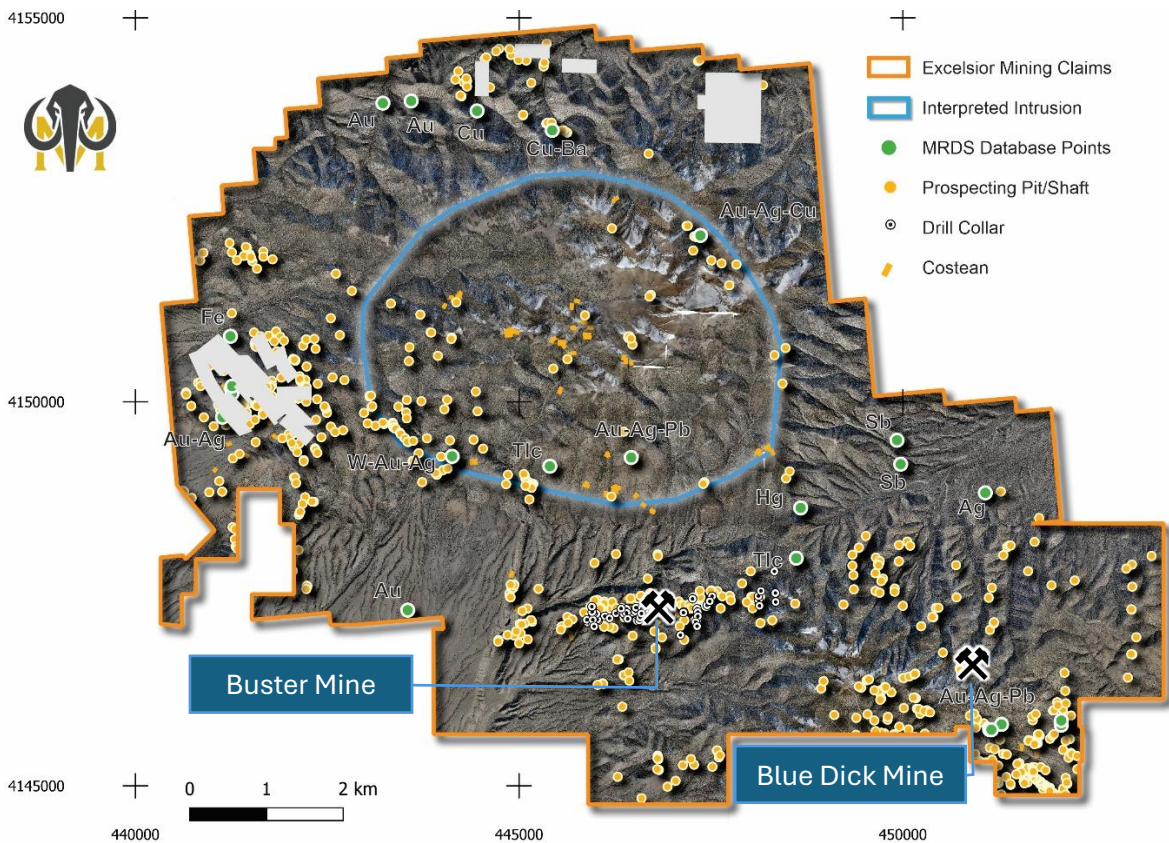 4155000
Excelsior Mining Claims
Interpreted Intrusion
MRDS Database Points
Prospecting Pit/Shaft
Drill Collar
Costean
Au
Au
Cu
Cu-Ba
Au-Ag-Cu
Fe
4150000
Au-Ag
W-Au-Ag
Tlc
Au-Ag-Pb
Sb
Sb
Hg
Ag
Tlc
Au
Buster Mine
Au-Ag-Pb
Blue Dick Mine
4145000
0 1 2 km
440000 445000 450000